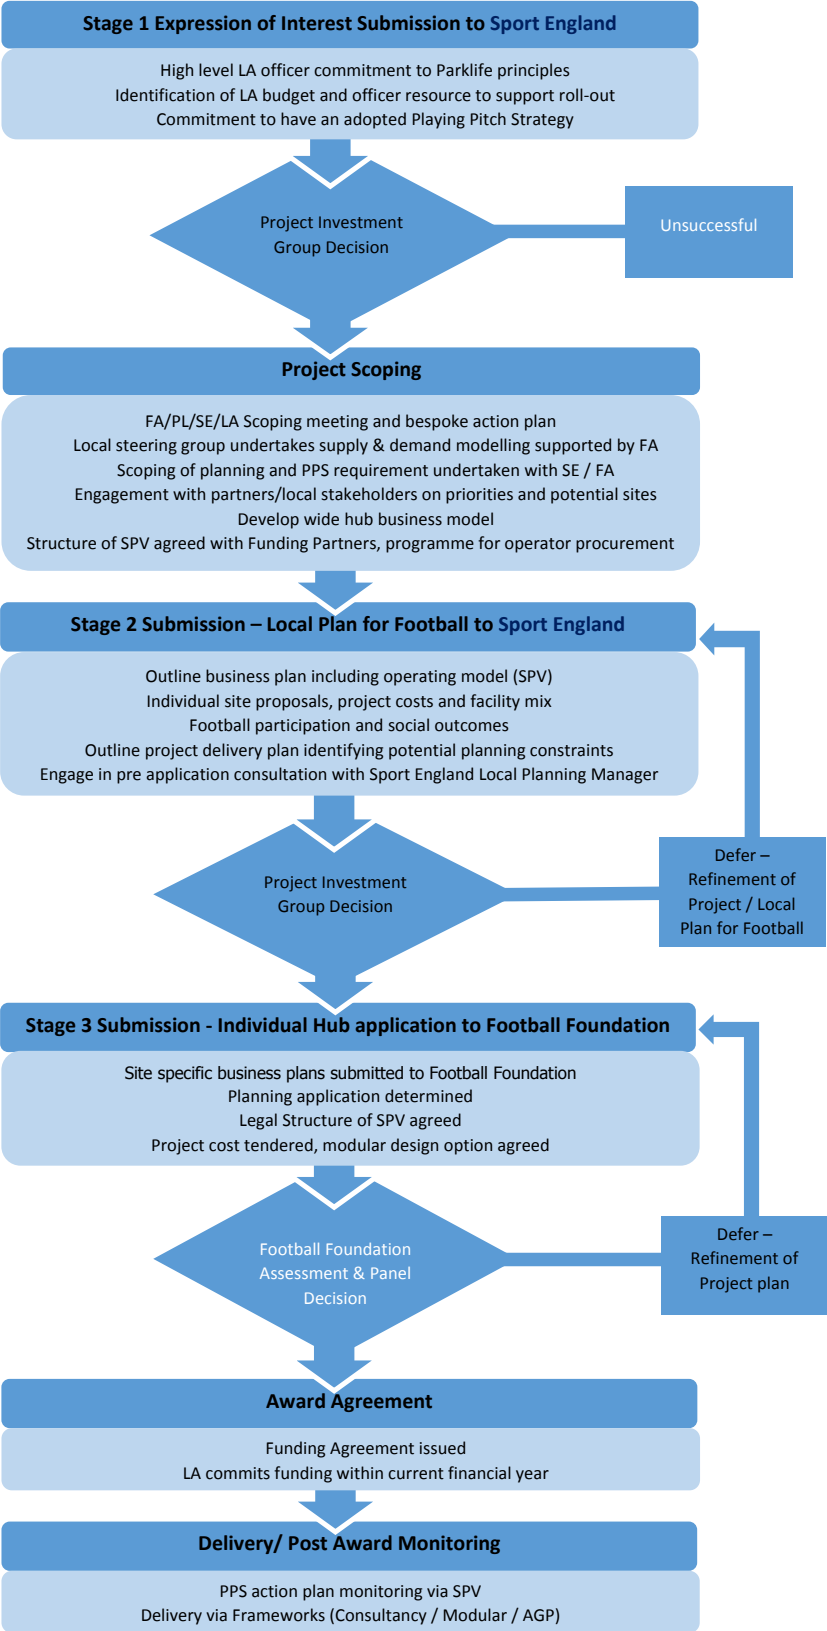 Stage 1 Expression of Interest Submission to Sport England
High level LA officer commitment to Parklife principles
Identification of LA budget and officer resource to support roll-out
Commitment to have an adopted Playing Pitch Strategy
Project Investment
Group Decision
Unsuccessful
Project Scoping
FA/PL/SE/LA Scoping meeting and bespoke action plan
Local steering group undertakes supply & demand modelling supported by FA
Scoping of planning and PPS requirement undertaken with SE / FA
Engagement with partners/local stakeholders on priorities and potential sites
Develop wide hub business model
Structure of SPV agreed with Funding Partners, programme for operator procurement
Stage 2 Submission – Local Plan for Football to Sport England
Outline business plan including operating model (SPV)
Individual site proposals, project costs and facility mix
Football participation and social outcomes
Outline project delivery plan identifying potential planning constraints
Engage in pre application consultation with Sport England Local Planning Manager
Project Investment
Group Decision
Defer –
Refinement of
Project / Local
Plan for Football
Stage 3 Submission - Individual Hub application to Football Foundation
Site specific business plans submitted to Football Foundation
Planning application determined
Legal Structure of SPV agreed
Project cost tendered, modular design option agreed
Football Foundation
Assessment & Panel
Decision
Defer –
Refinement of
Project plan
Award Agreement
Funding Agreement issued
LA commits funding within current financial year
Delivery/ Post Award Monitoring
PPS action plan monitoring via SPV
Delivery via Frameworks (Consultancy / Modular / AGP)